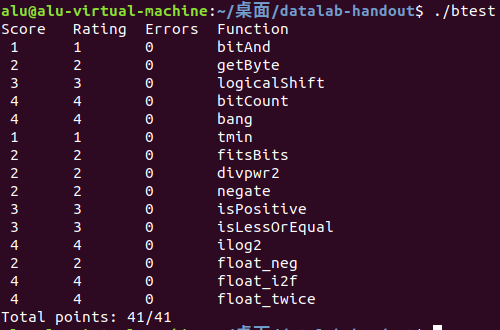 alu@alu-virtual-machine:~/桌面/datalab-handout$ ./btest
Score Rating Errors Function
1 1 0 bitAnd
2 2 0 getByte
3 3 0 logicalShift
4 4 0 bitCount
4 4 0 bang
1 1 0 tmin
2 2 0 fitsBits
2 2 0 divpwr2
2 2 0 negate
3 3 0 isPositive
3 3 0 isLessOrEqual
4 4 0 ilog2
2 2 0 float_neg
4 4 0 float_i2f
4 4 0 float_twice
Total points: 41/41